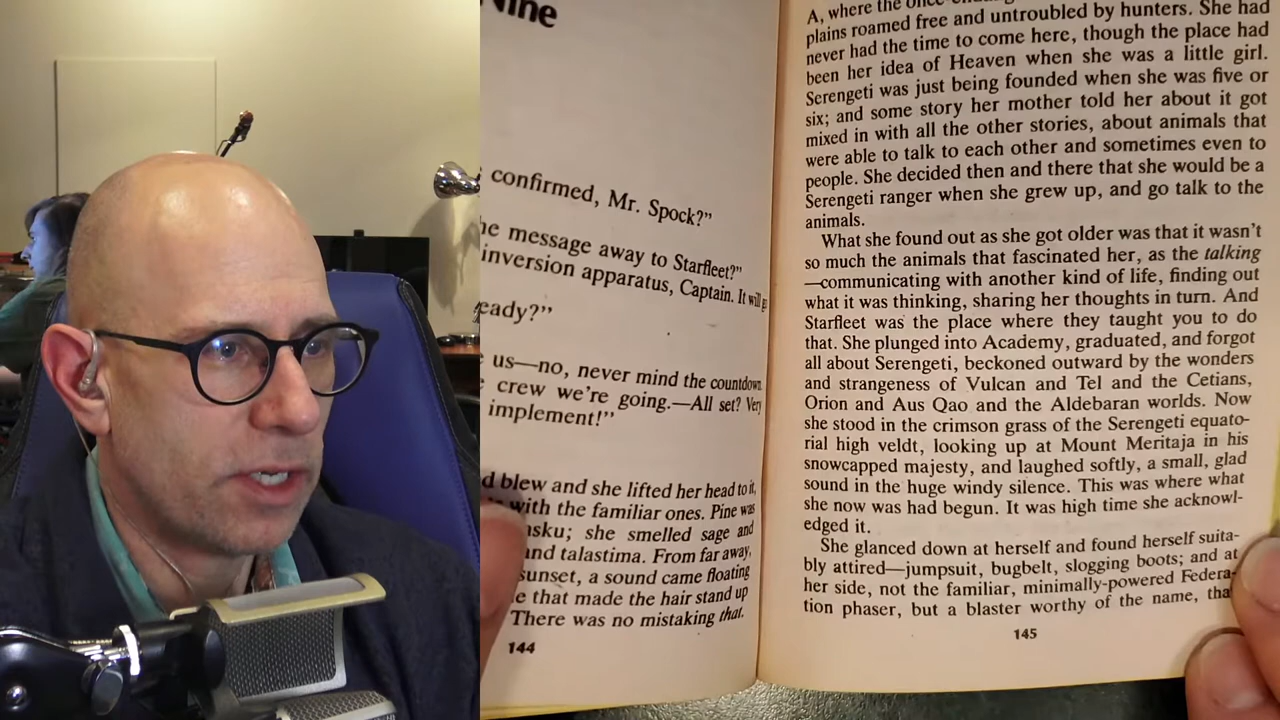 Nine
confirmed, Mr. Spock?”
he message away to Starfleet?”
inversion apparatus, Captain. It will
eady?”
us—no, never mind the countdown.
crew we’re going.—All set? Very
implement!’’
d blew and she lifted her head to it,
with the familiar ones. Pine was
she smelled sage and
and talastima. From far away,
sunset, a sound came floating
e that made the hair stand up
There was no mistaking that.
144
A, where the
plains roamed free and untroubled by hunters. She had
never had the time to come here, though the place had
been her idea of Heaven when she was a little girl.
Serengeti was just being founded when she was five or
six; and some story her mother told her about it got
mixed in with all the other stories, about animals that
were able to talk to each other and sometimes even to
people. She decided then and there that she would be a
Serengeti ranger when she grew up, and go talk to the
animals.
What she found out as she got older was that it wasn’t
so much the animals that fascinated her, as the talking
—communicating with another kind of life, finding out
what it was thinking, sharing her thoughts in turn. And
Starfleet was the place where they taught you to do
that. She plunged into Academy, graduated, and forgot
all about Serengeti, beckoned outward by the wonders
and strangeness of Vulcan and Tel and the Cetians,
Orion and Aus Qao and the Aldebaran worlds. Now
she stood in the crimson grass of the Serengeti equato-
rial high veldt, looking up at Mount Meritaja in his
snowcapped majesty, and laughed softly, a small, glad
sound in the huge windy silence. This was where what
she now was had begun. It was high time she acknowl-
edged it.
She glanced down at herself and found herself suita-
bly attired—jumpsuit, bugbelt, slogging boots; and at
her side, not the familiar, minimally-powered Federa-
tion phaser, but a blaster worthy of the name, tha
145